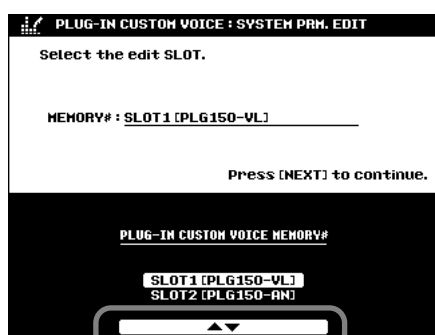 PLUG-IN CUSTOM VOICE : SYSTEM PRM. EDIT
Select the edit SLOT.
MEMORY# : SLOT1 [PLG150-VL]
Press [NEXT] to continue.
PLUG-IN CUSTOM VOICE MEMORY#
SLOT1 [PLG150-VL]
SLOT2 [PLG150-AN]
▲▼